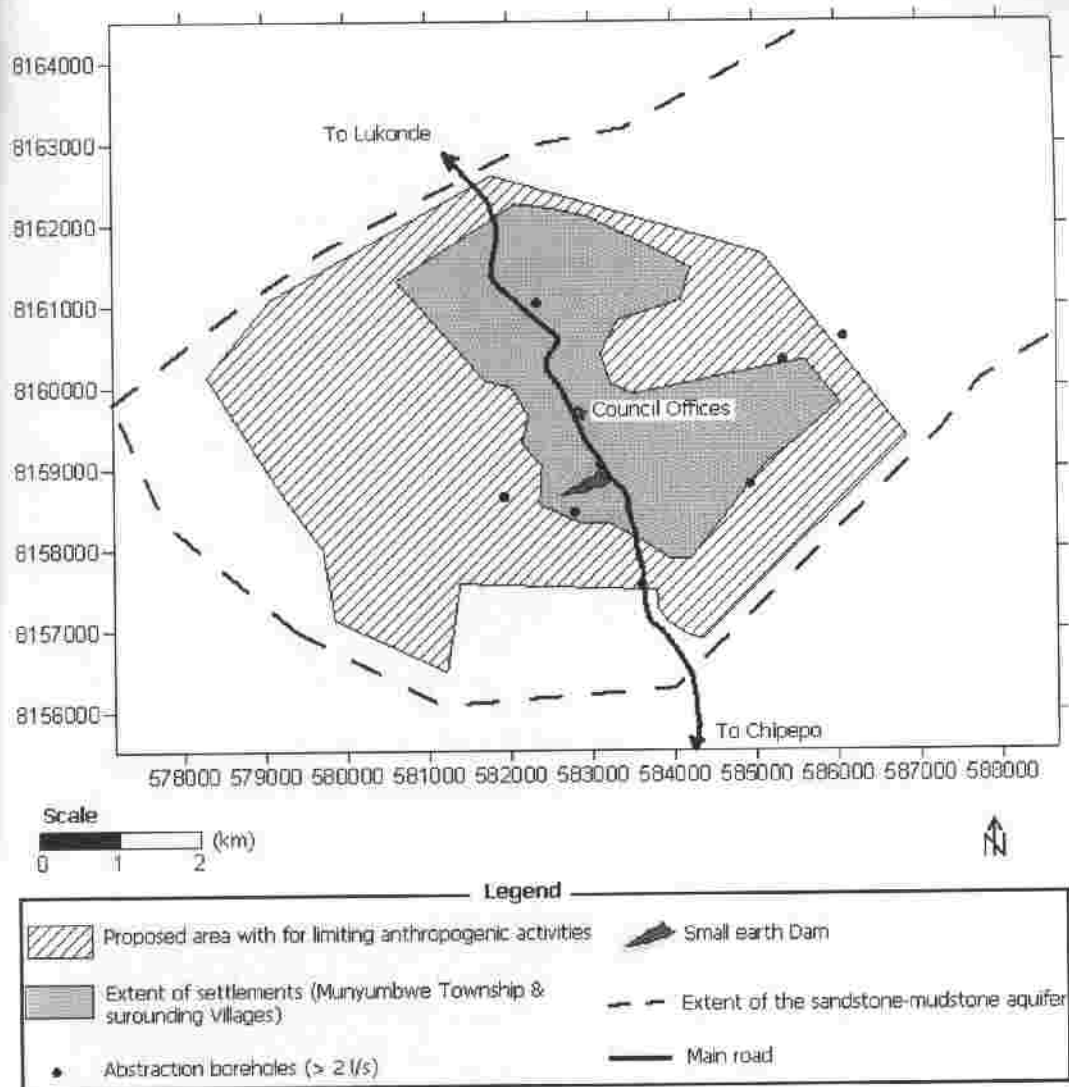 8164000
To Lukonde
8163000
8162000
8161000
8160000
Council Offices
8159000
8158000
8157000
8156000
To Chipepo
578000 579000 580000 581000 582000 583000 584000 585000 586000 587000 588000
Scale
(km)
0 1 2
N
Legend
Proposed area with for limiting anthropogenic activities
Small earth Dam
Extent of settlements (Munyumbwe Township &
surounding Villages)
Extent of the sandstone-mudstone aquifer
Abstraction boreholes (> 2 l/s)
Main road